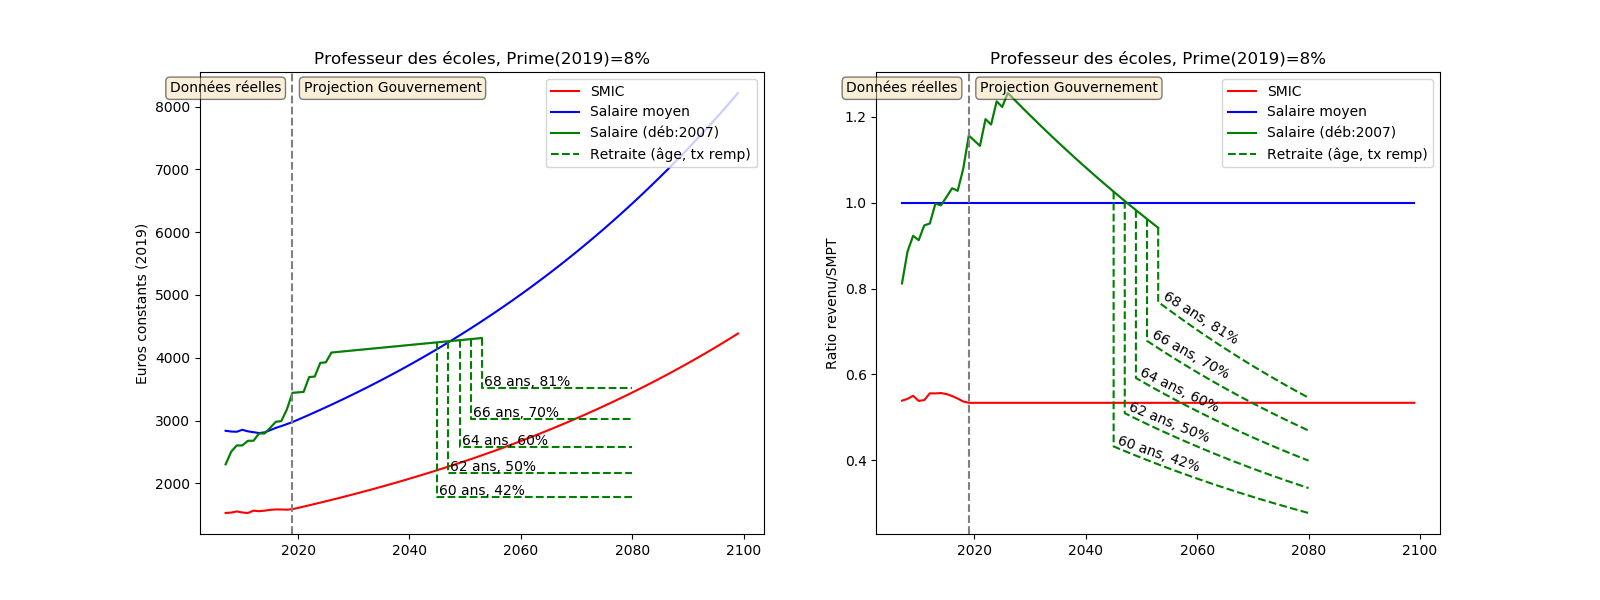 Professeur des écoles, Prime(2019)=8%
Données réelles
Projection Gouvernement
SMIC
Salaire moyen
Salaire (déb:2007)
Retraite (âge, tx remp)
Euros constants (2019)
8000
7000
6000
5000
4000
3000
2000
68 ans, 81%
66 ans, 70%
64 ans, 60%
62 ans, 50%
60 ans, 42%
2020
2040
2060
2080
2100
Professeur des écoles, Prime(2019)=8%
Données réelles
Projection Gouvernement
SMIC
Salaire moyen
Salaire (déb:2007)
Retraite (âge, tx remp)
Ratio revenu/SMPT
1.2
1.0
0.8
0.6
0.4
68 ans, 81%
66 ans, 70%
64 ans, 60%
62 ans, 50%
60 ans, 42%
2020
2040
2060
2080
2100